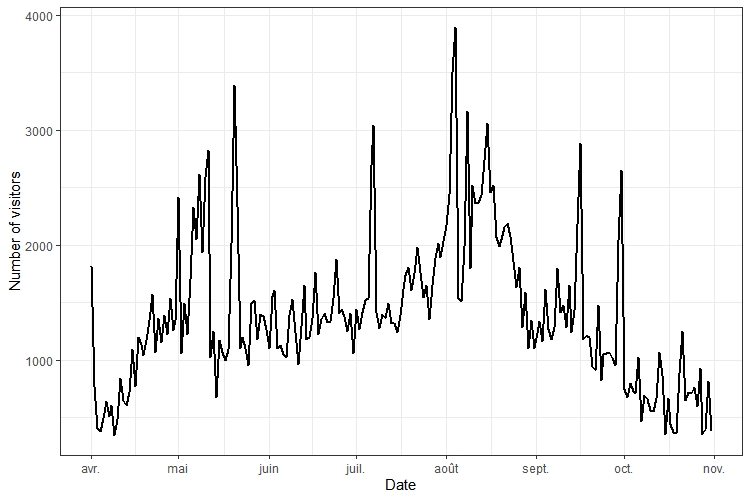 4000
3000
2000
1000
Number of visitors
avr.
mai
juin
juil.
août
sept.
oct.
nov.
Date